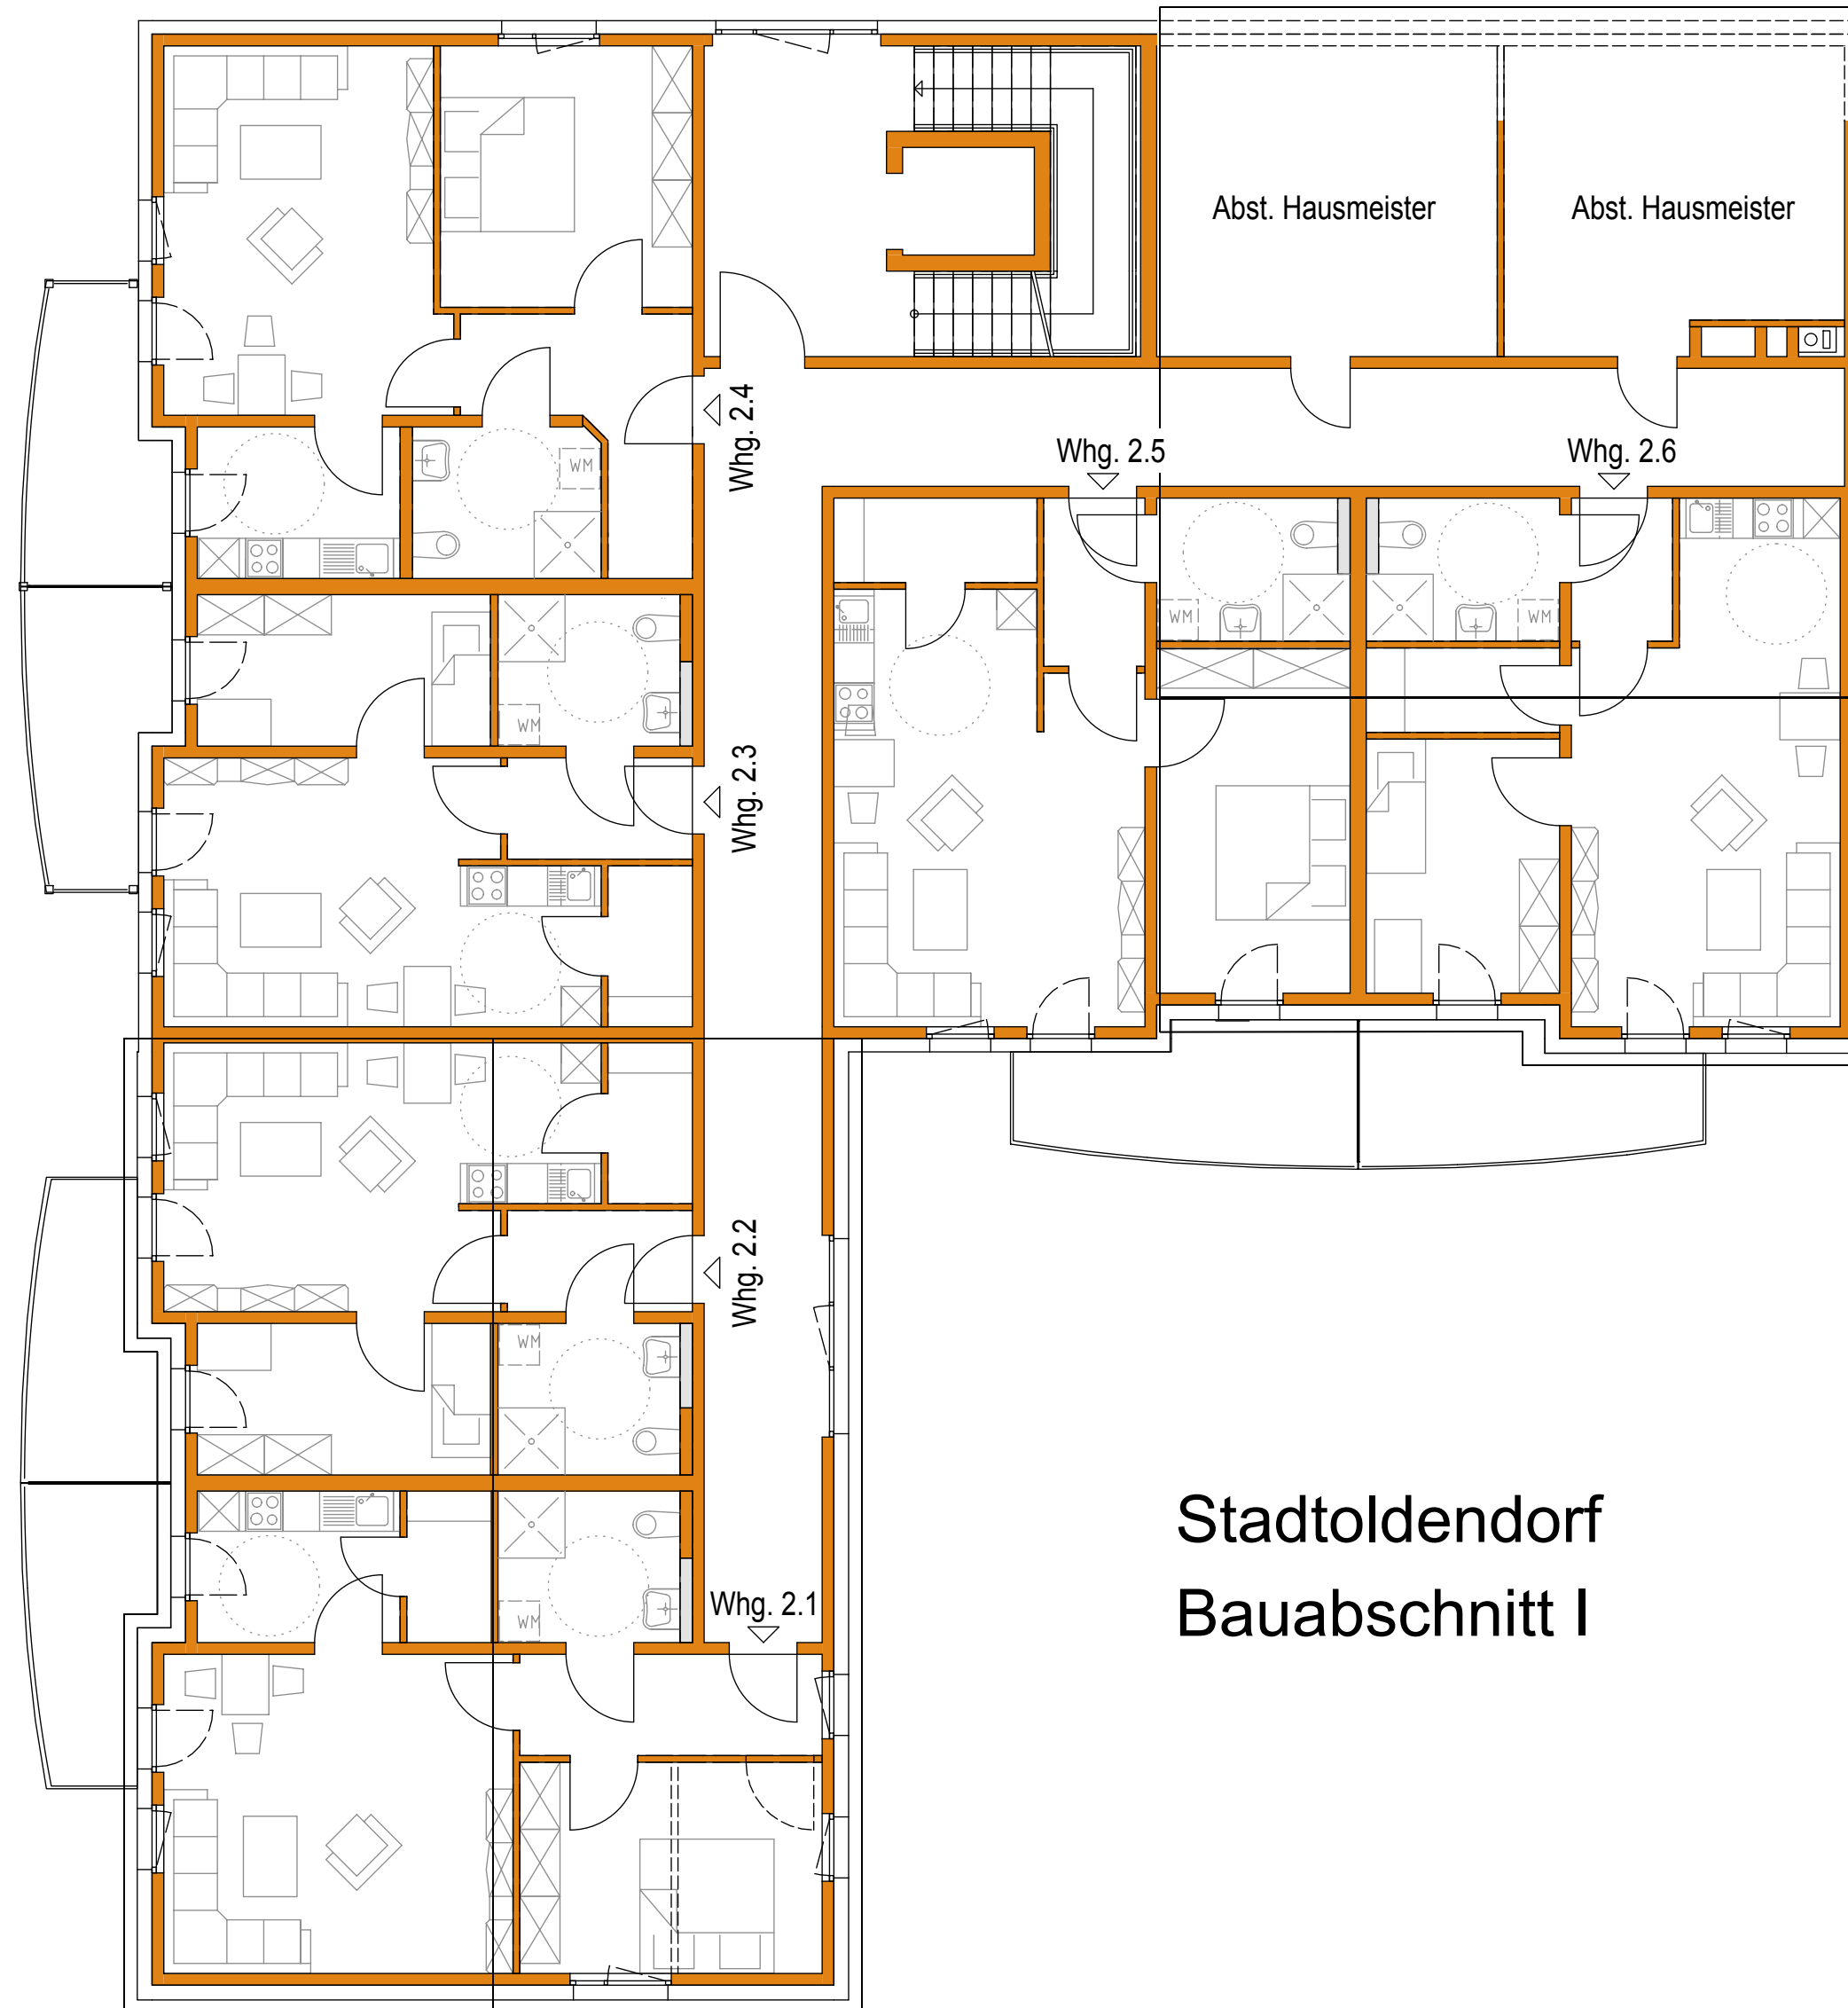 Abst. Hausmeister
Abst. Hausmeister
Whg. 2.4
Whg. 2.5
Whg. 2.6
WM
WM
WM
WM
Whg. 2.3
Whg. 2.2
WM
Stadtoldendorf
Bauabschnitt I
Whg. 2.1
WM